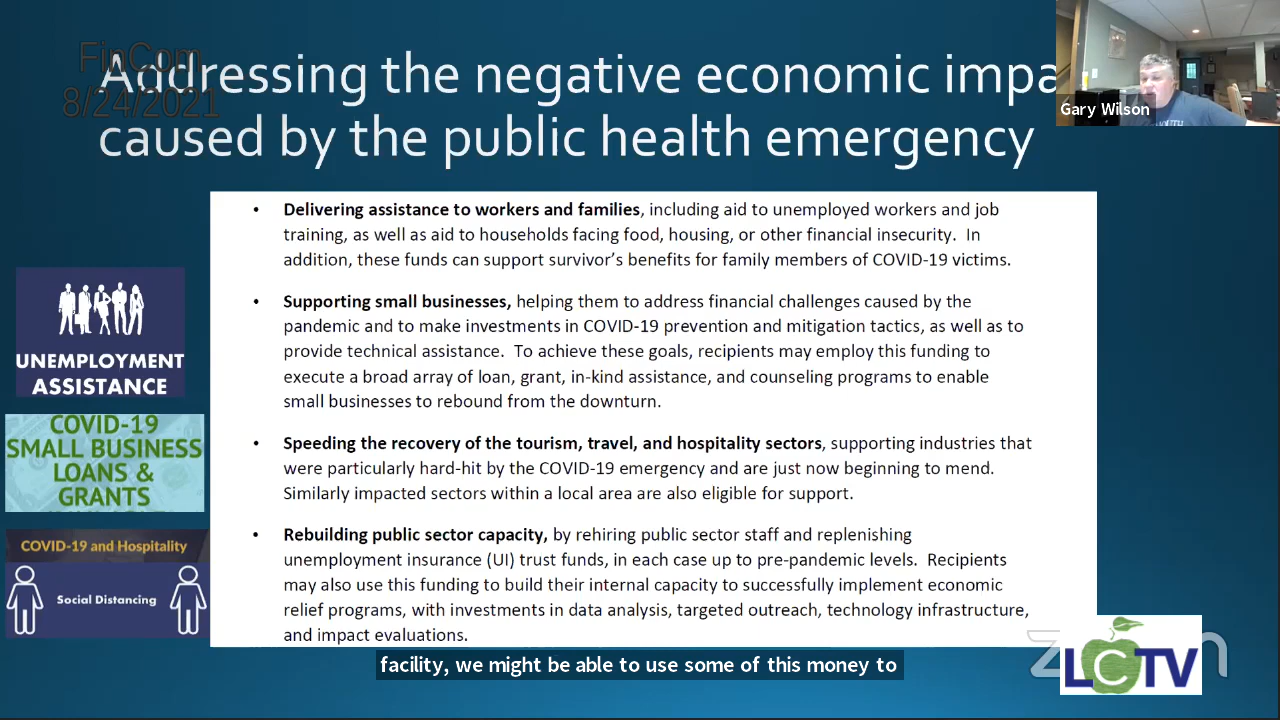 FinCom
8/24/2021
Addressing the negative economic impa
caused by the public health emergency
Gary Wilson
• Delivering assistance to workers and families, including aid to unemployed workers and job
training, as well as aid to households facing food, housing, or other financial insecurity. In
addition, these funds can support survivor's benefits for family members of COVID-19 victims.
• Supporting small businesses, helping them to address financial challenges caused by the
pandemic and to make investments in COVID-19 prevention and mitigation tactics, as well as to
provide technical assistance. To achieve these goals, recipients may employ this funding to
execute a broad array of loan, grant, in-kind assistance, and counseling programs to enable
small businesses to rebound from the downturn.
• Speeding the recovery of the tourism, travel, and hospitality sectors, supporting industries that
were particularly hard-hit by the COVID-19 emergency and are just now beginning to mend.
Similarly impacted sectors within a local area are also eligible for support.
• Rebuilding public sector capacity, by rehiring public sector staff and replenishing
unemployment insurance (UI) trust funds, in each case up to pre-pandemic levels. Recipients
may also use this funding to build their internal capacity to successfully implement economic
relief programs, with investments in data analysis, targeted outreach, technology infrastructure,
and impact evaluations.
UNEMPLOYMENT
ASSISTANCE
COVID-19
SMALL BUSINESS
LOANS &
GRANTS
COVID-19 and Hospitality
Social Distancing
facility, we might be able to use some of this money to
zoom
LCTV